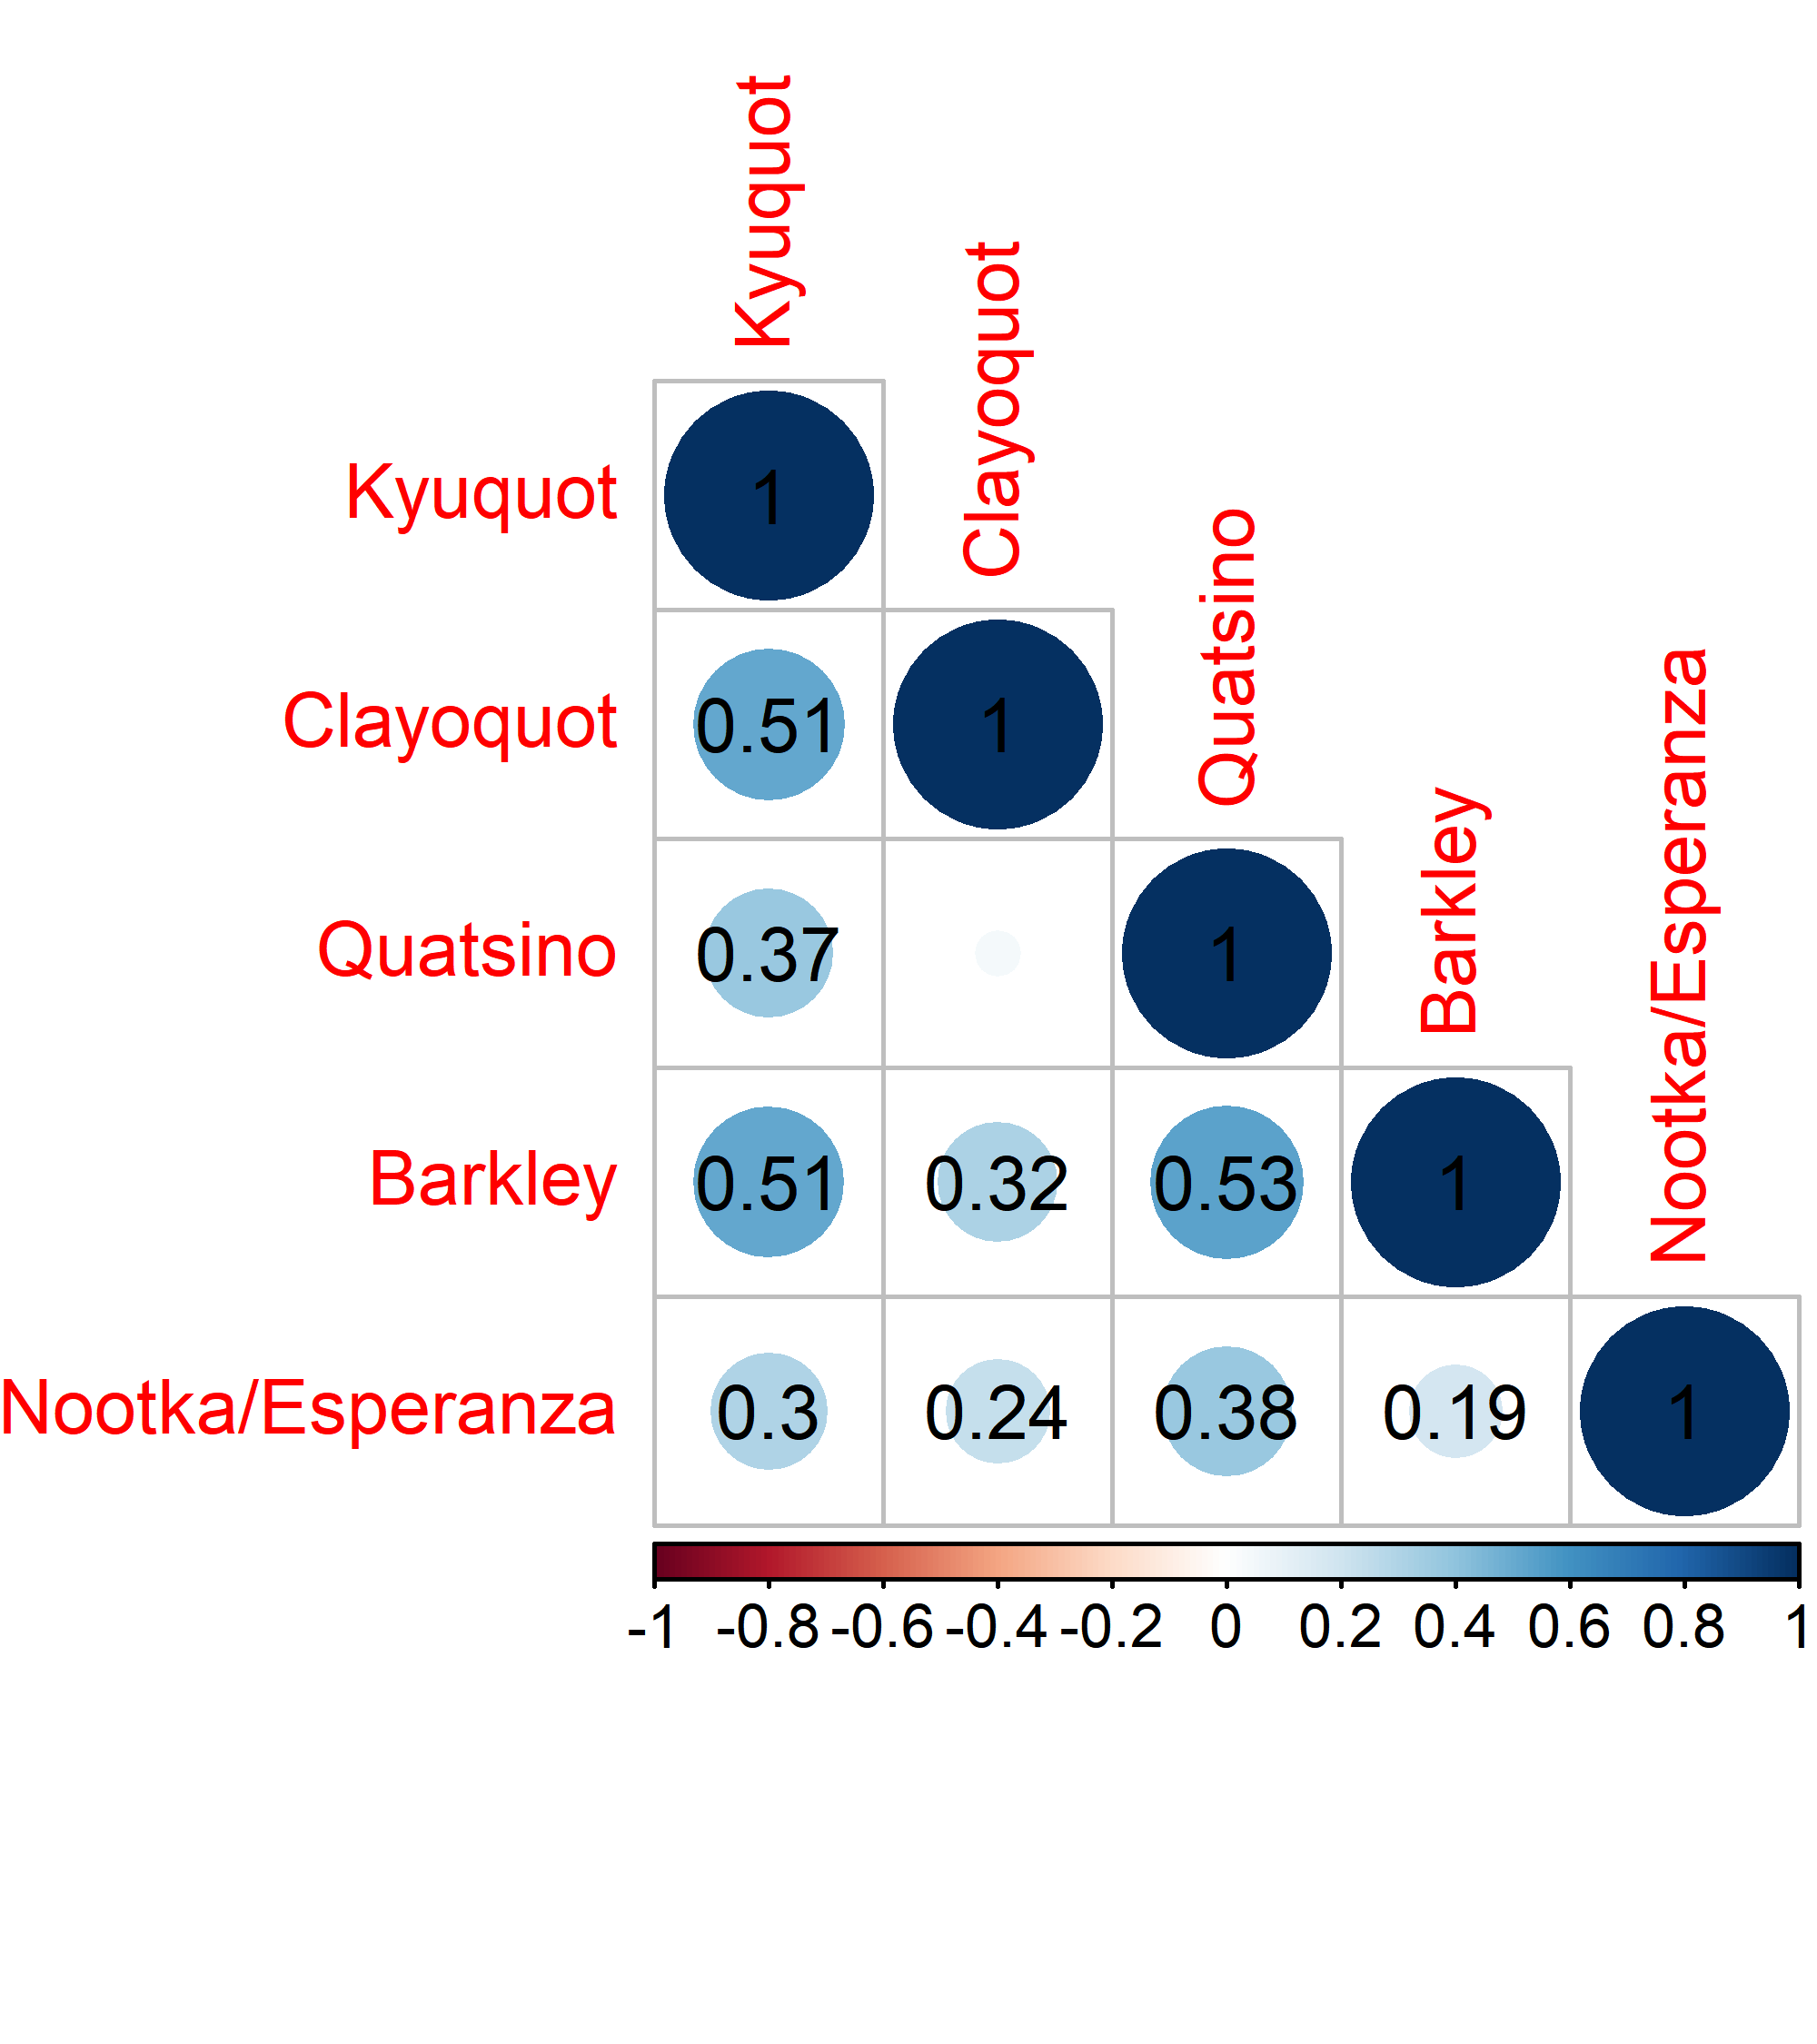 Kyuquot
Clayoquot
Quatsino
Barkley
Nootka/Esperanza
Kyuquot 1
Clayoquot 0.51 1
Quatsino 0.37 1
Barkley 0.51 0.32 0.53 1
Nootka/Esperanza 0.3 0.24 0.38 0.19 1
-1 -0.8 -0.6 -0.4 -0.2 0 0.2 0.4 0.6 0.8 1